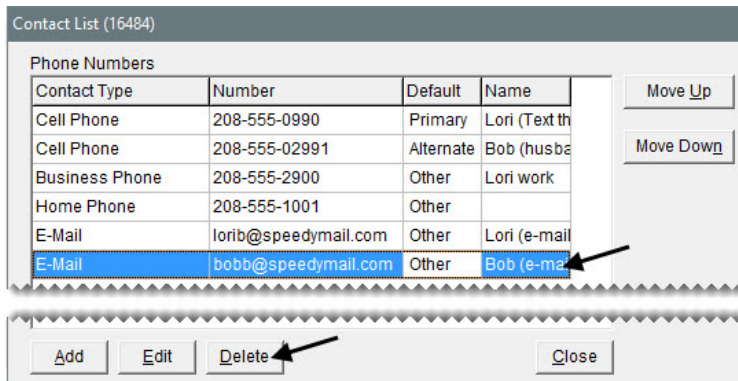 Contact List (16484)
Phone Numbers
Contact Type Number Default Name
Cell Phone 208-555-0990 Primary Lori (Text th
Cell Phone 208-555-02991 Alternate Bob (husba
Business Phone 208-555-2900 Other Lori work
Home Phone 208-555-1001 Other
E-Mail lorib@speedymail.com Other Lori (e-mail
E-Mail bobb@speedymail.com Other Bob (e-mai
Move Up
Move Down
Add Edit Delete Close